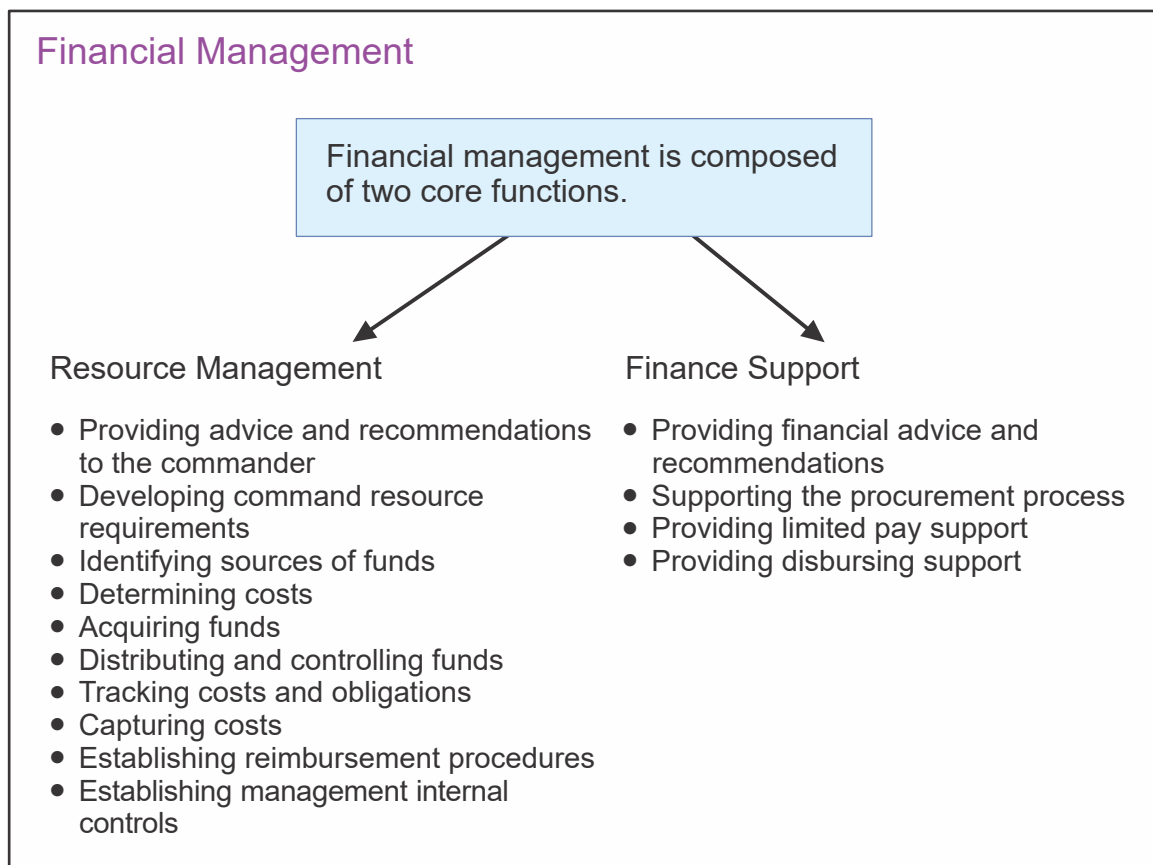 Financial Management
Financial management is composed
of two core functions.
Resource Management
• Providing advice and recommendations
to the commander
• Developing command resource
requirements
• Identifying sources of funds
• Determining costs
• Acquiring funds
• Distributing and controlling funds
• Tracking costs and obligations
• Capturing costs
• Establishing reimbursement procedures
• Establishing management internal
controls
Finance Support
• Providing financial advice and
recommendations
• Supporting the procurement process
• Providing limited pay support
• Providing disbursing support